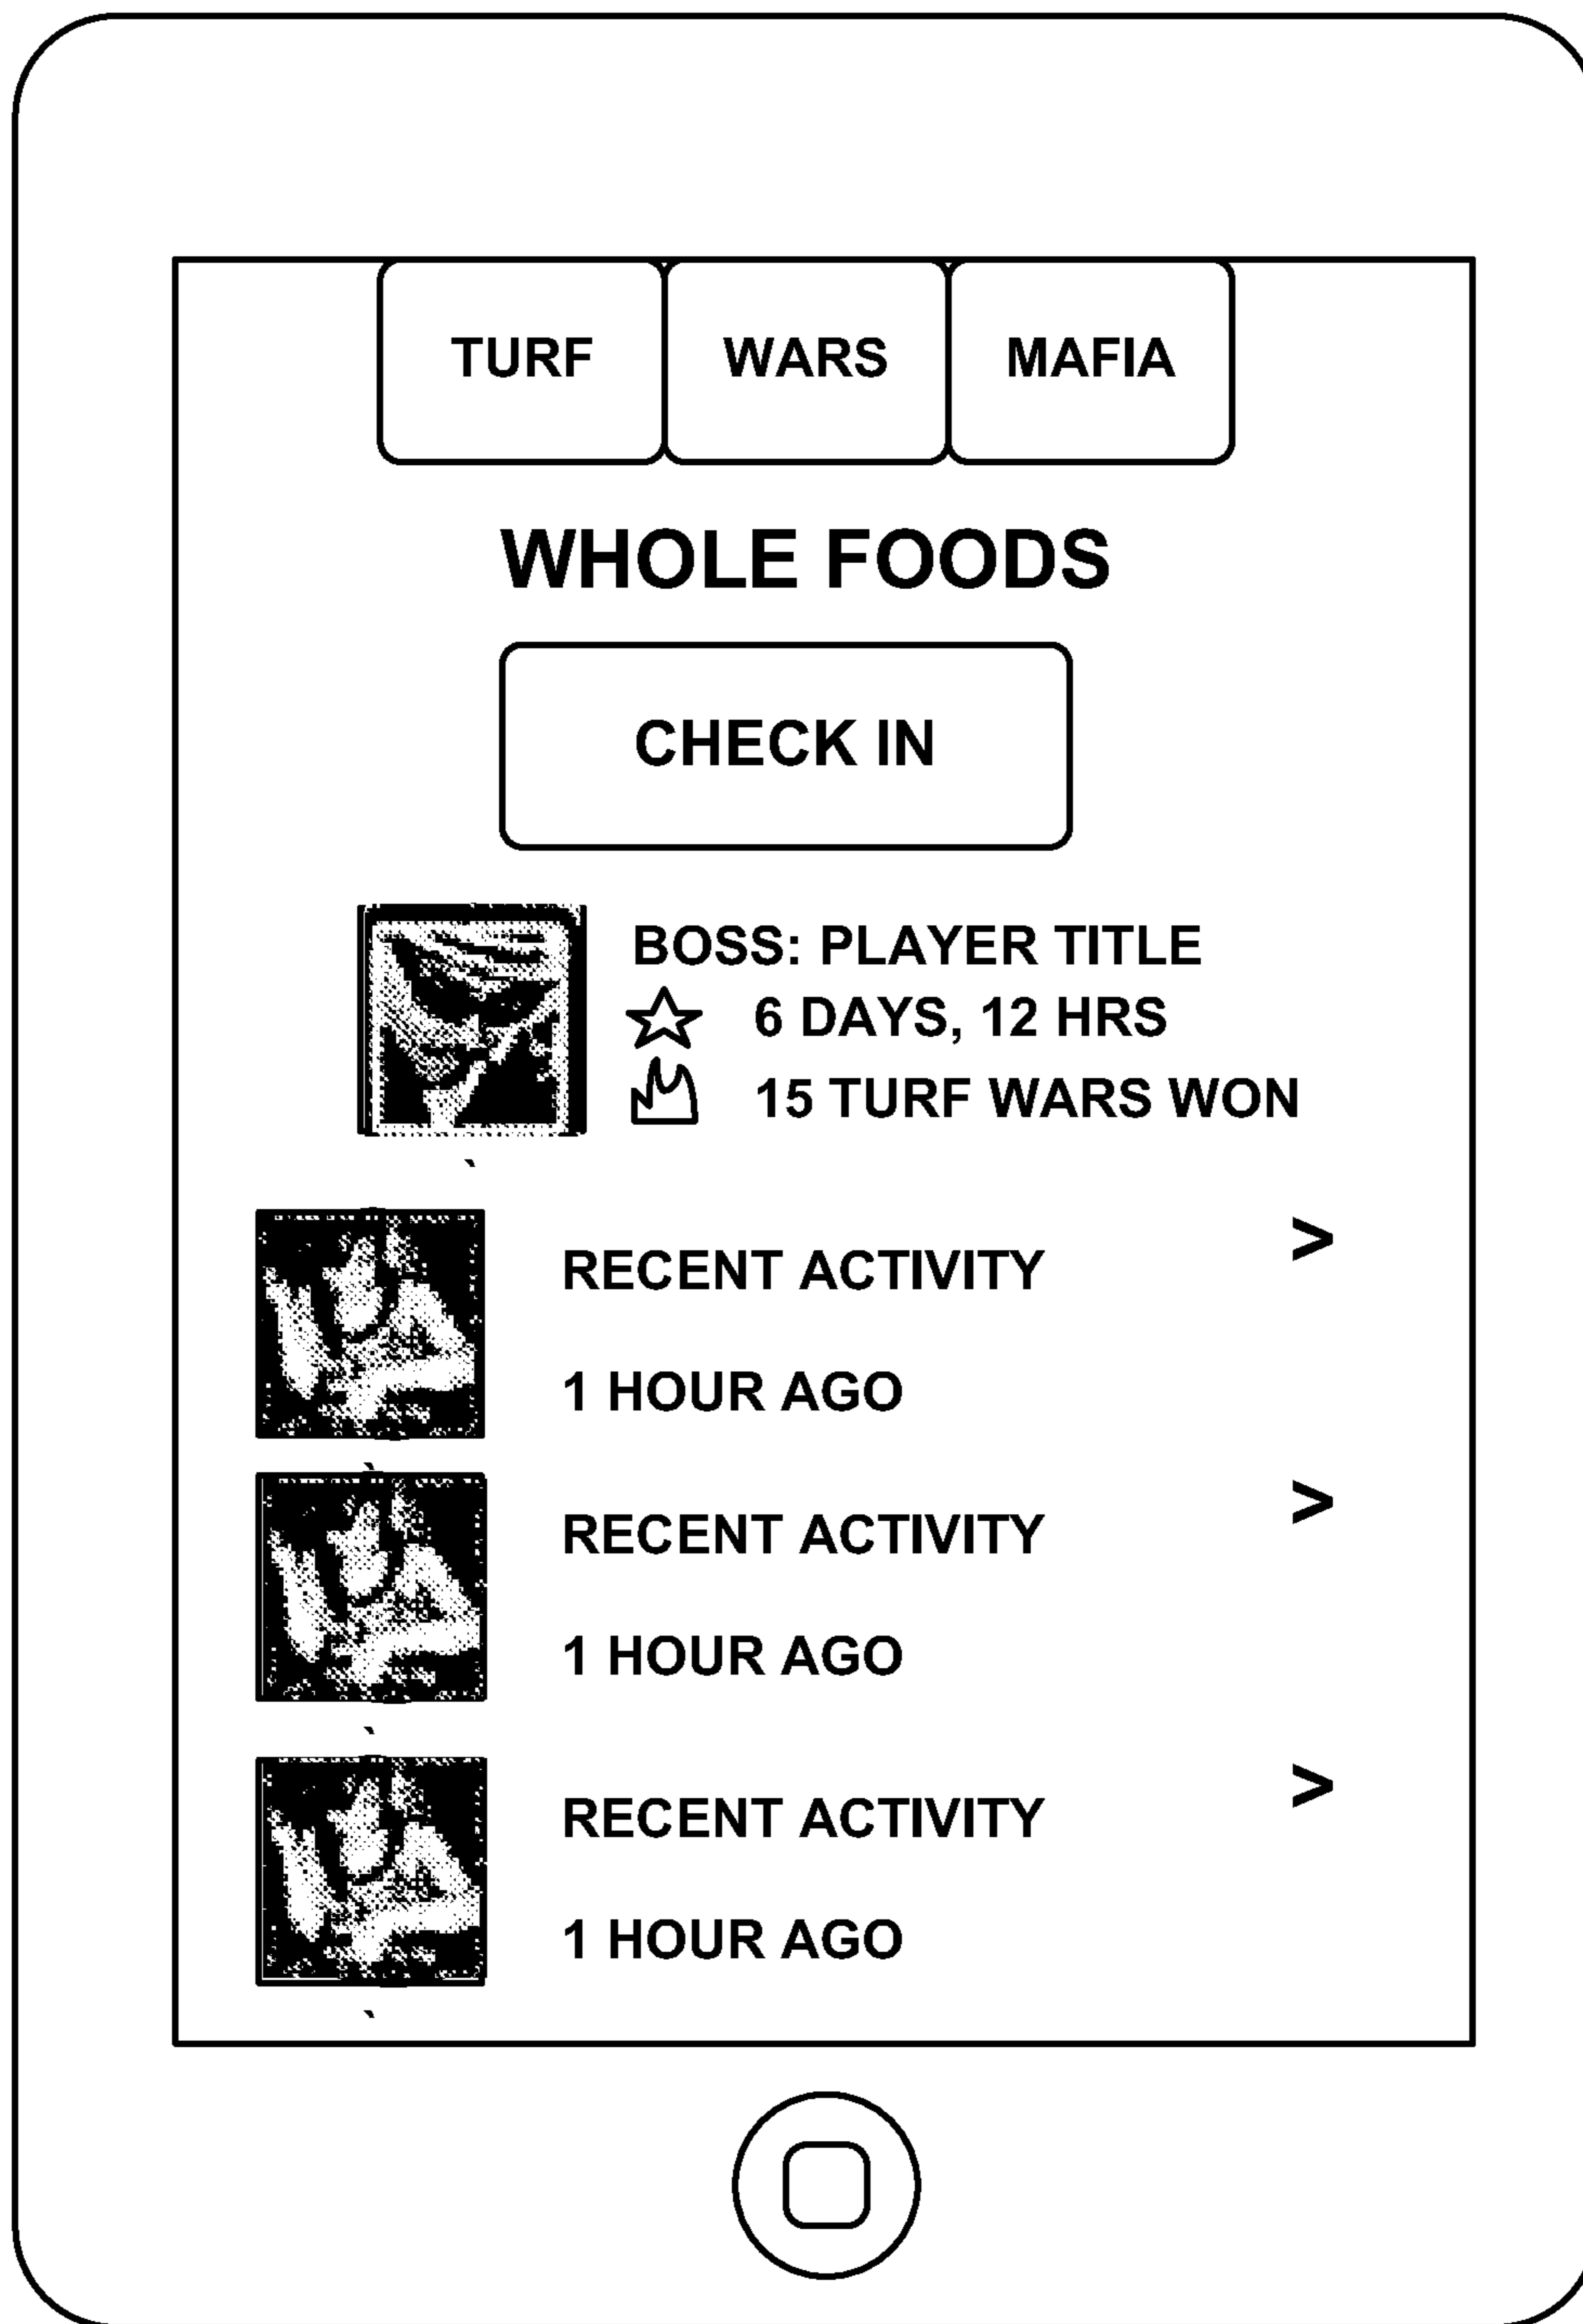 TURF WARS MAFIA
WHOLE FOODS
CHECK IN
BOSS: PLAYER TITLE
6 DAYS, 12 HRS
15 TURF WARS WON
RECENT ACTIVITY >
1 HOUR AGO
RECENT ACTIVITY >
1 HOUR AGO
RECENT ACTIVITY >
1 HOUR AGO